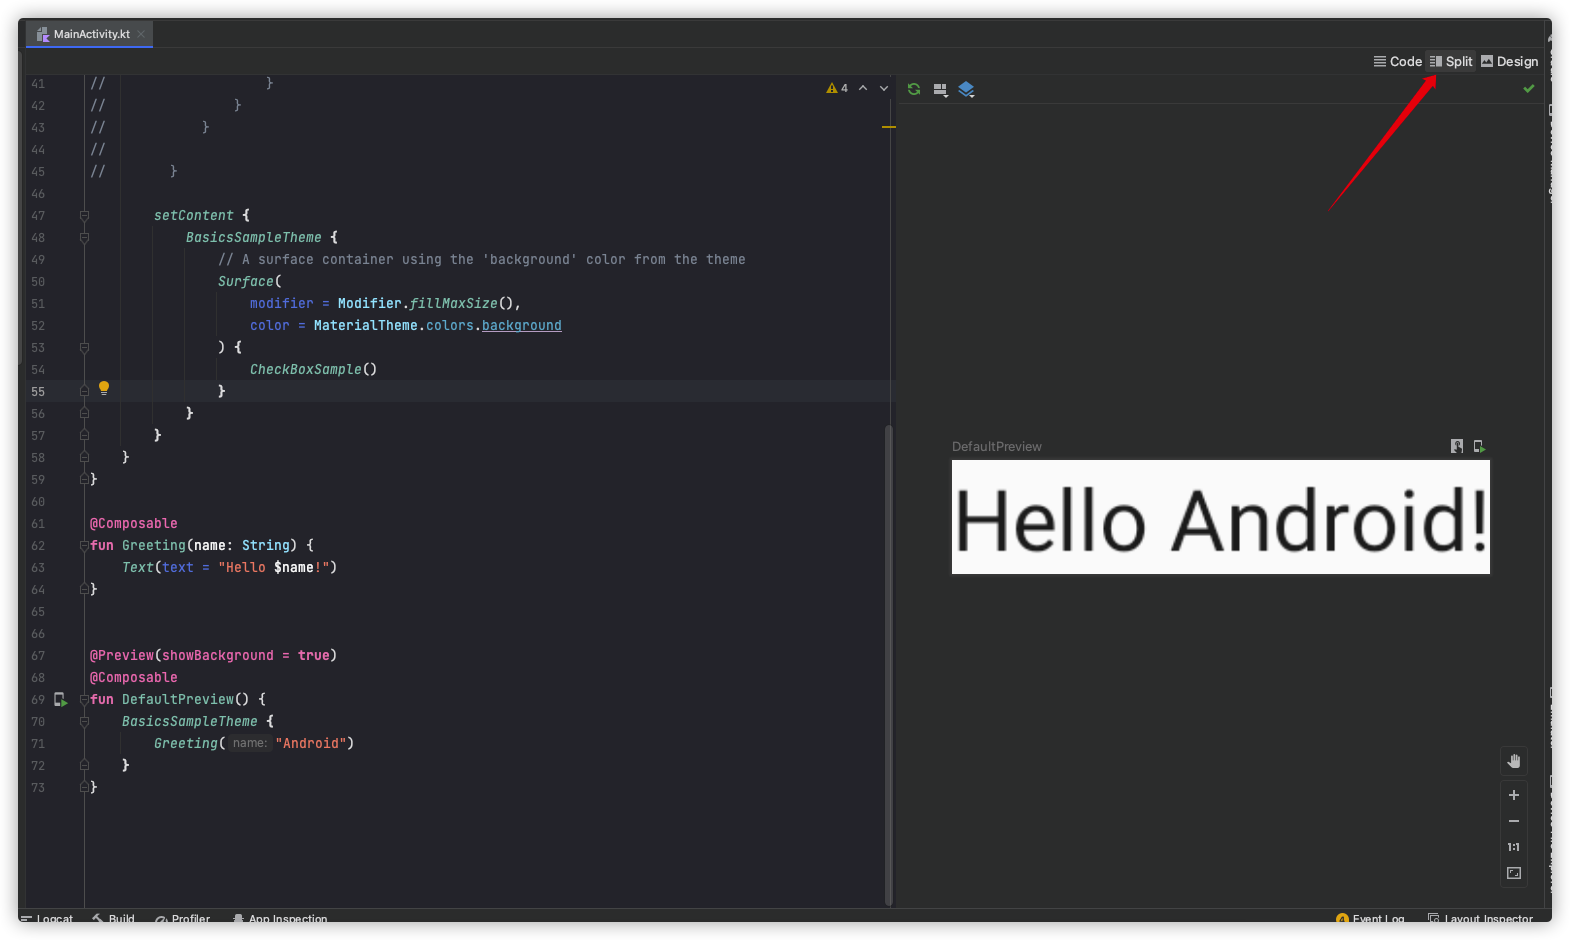 MainActivity.kt
Code Split Design
41 // }
42 // }
43 // }
44 //
45 // }
46
47 setContent {
48 BasicsSampleTheme {
49 // A surface container using the 'background' color from the theme
50 Surface(
51 modifier = Modifier.fillMaxSize(),
52 color = MaterialTheme.colors.background
53 ) {
54 CheckBoxSample()
55 }
56 }
57 }
58 }
59 }
60
61 @Composable
62 fun Greeting(name: String) {
63 Text(text = "Hello $name!")
64 }
65
66
67 @Preview(showBackground = true)
68 @Composable
69 fun DefaultPreview() {
70 BasicsSampleTheme {
71 Greeting( name: "Android")
72 }
73 }
4
DefaultPreview
Hello Android!
1:1
Logcat Build Profiler App Inspection
4 Event Log Layout Inspector